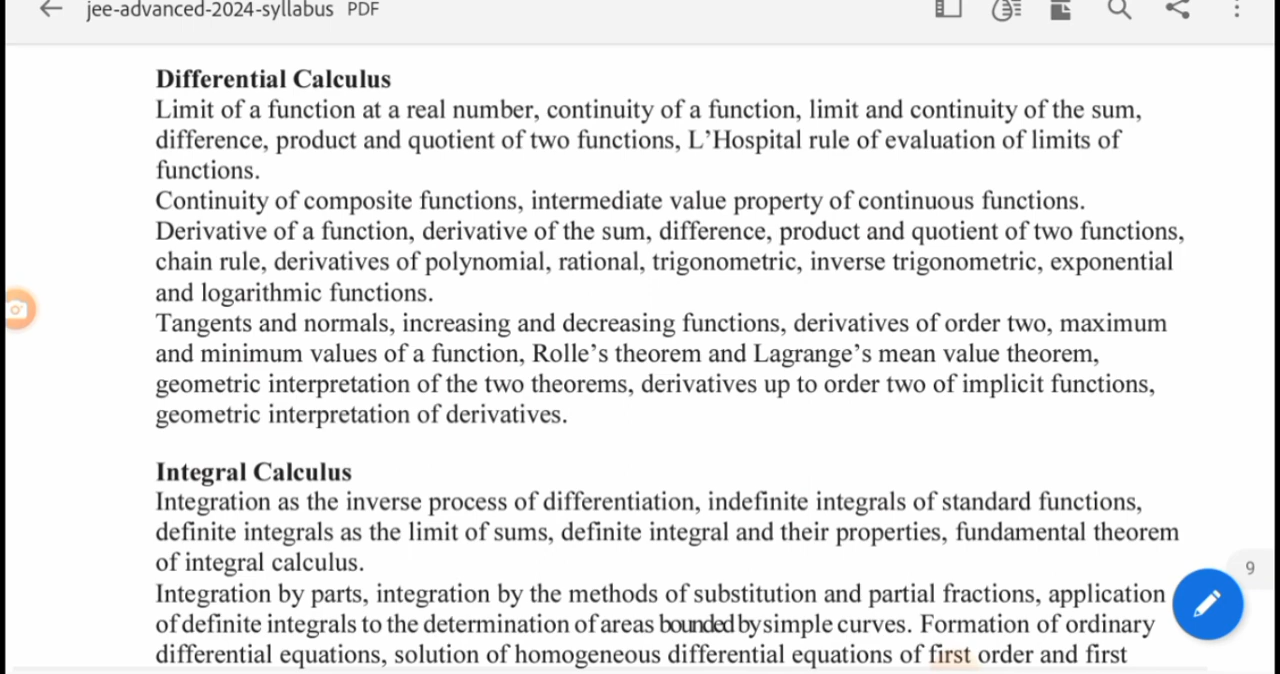 jee-advanced-2024-syllabus PDF
Differential Calculus
Limit of a function at a real number, continuity of a function, limit and continuity of the sum,
difference, product and quotient of two functions, L’Hospital rule of evaluation of limits of
functions.
Continuity of composite functions, intermediate value property of continuous functions.
Derivative of a function, derivative of the sum, difference, product and quotient of two functions,
chain rule, derivatives of polynomial, rational, trigonometric, inverse trigonometric, exponential
and logarithmic functions.
Tangents and normals, increasing and decreasing functions, derivatives of order two, maximum
and minimum values of a function, Rolle’s theorem and Lagrange’s mean value theorem,
geometric interpretation of the two theorems, derivatives up to order two of implicit functions,
geometric interpretation of derivatives.
Integral Calculus
Integration as the inverse process of differentiation, indefinite integrals of standard functions,
definite integrals as the limit of sums, definite integral and their properties, fundamental theorem
of integral calculus.
9
Integration by parts, integration by the methods of substitution and partial fractions, application
of definite integrals to the determination of areas bounded by simple curves. Formation of ordinary
differential equations, solution of homogeneous differential equations of first order and first